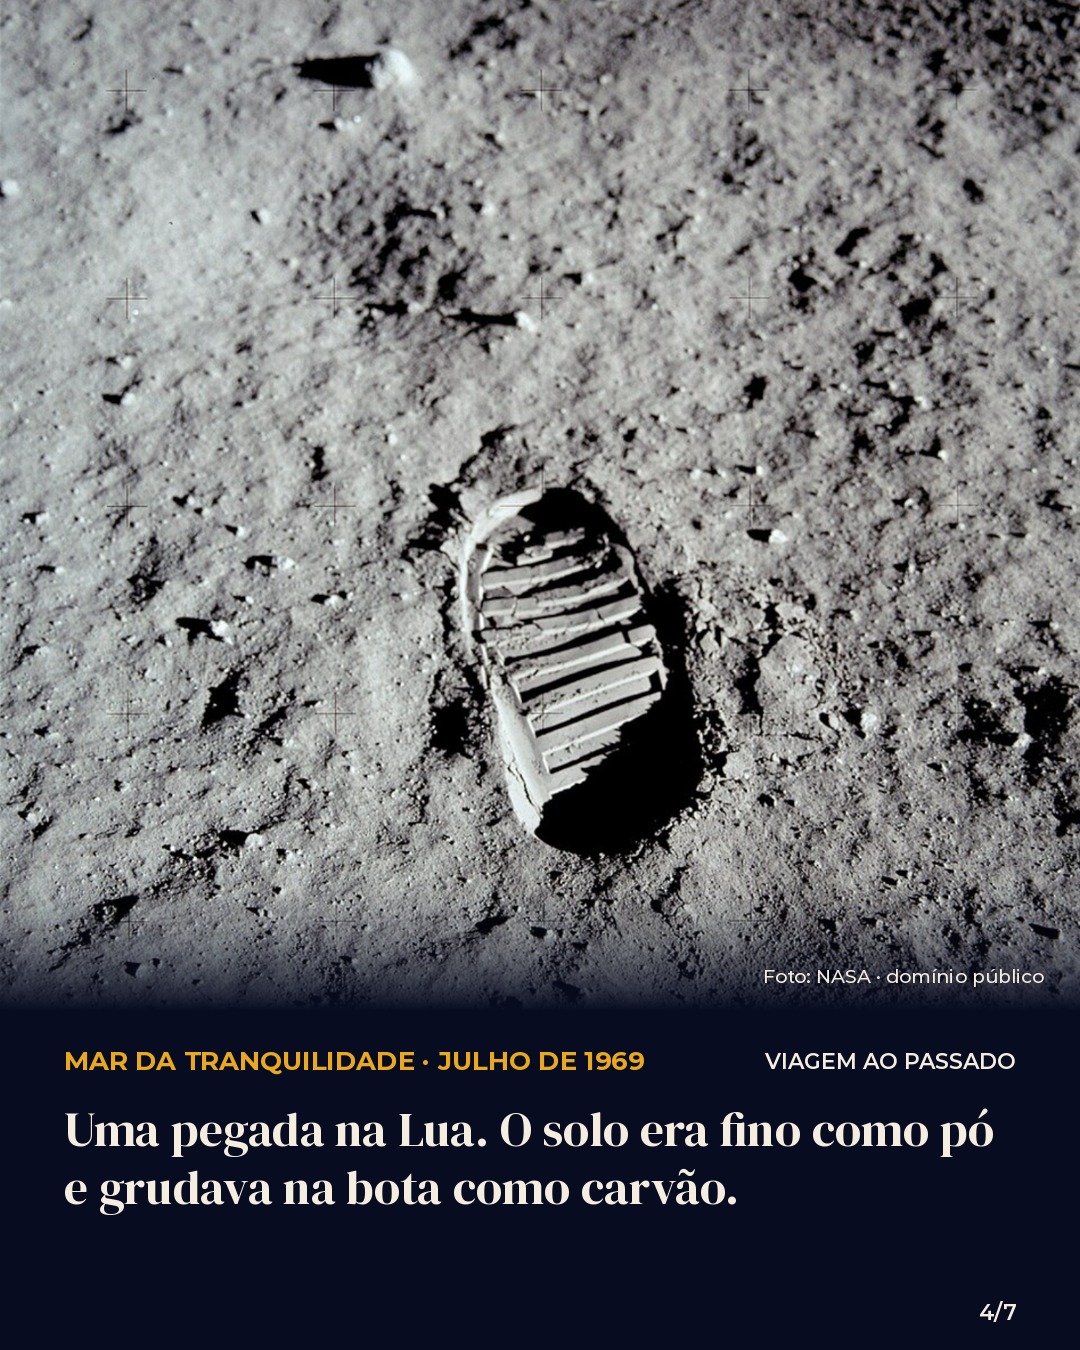 Foto: NASA · domínio público
MAR DA TRANQUILIDADE · JULHO DE 1969
VIAGEM AO PASSADO
Uma pegada na Lua. O solo era fino como pó
e grudava na bota como carvão.
4/7